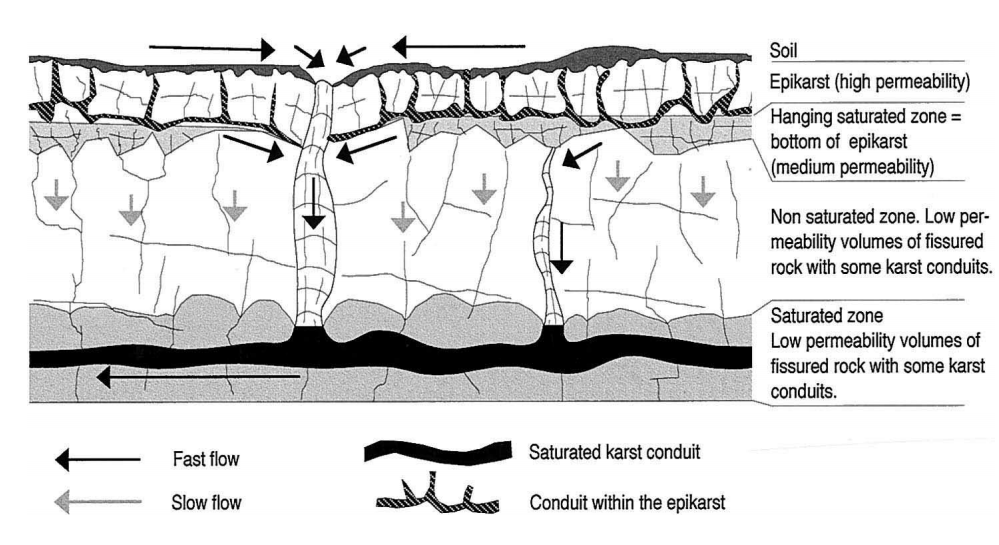 Soil
Epikarst (high permeability)
Hanging saturated zone =
bottom of epikarst
(medium permeability)
Non saturated zone. Low per-
meability volumes of fissured
rock with some karst conduits.
Saturated zone
Low permeability volumes of
fissured rock with some karst
conduits.
Fast flow
Saturated karst conduit
Slow flow
Conduit within the epikarst